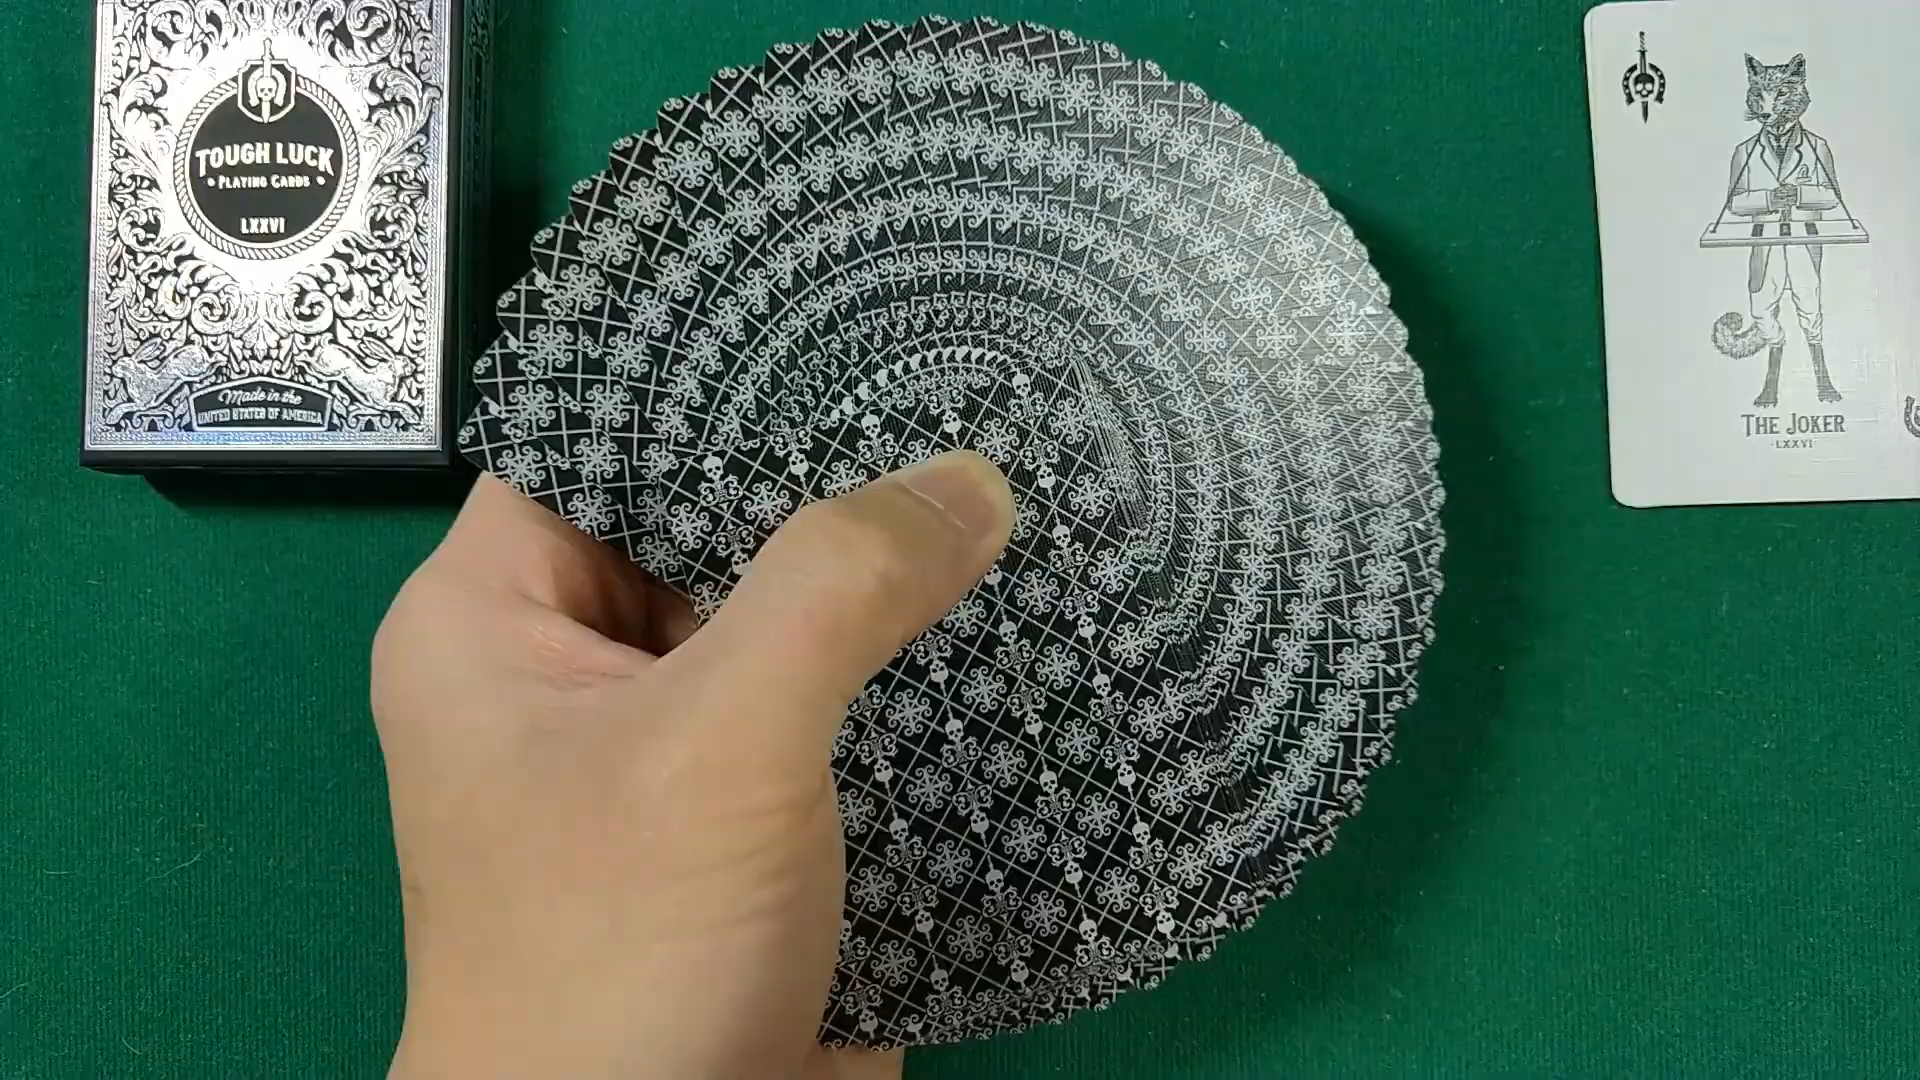 TOUGH LUCK
• PLAYING CARDS •
LXXVI
Made in the
UNITED STATES OF AMERICA
THE JOKER
·LXXVI·